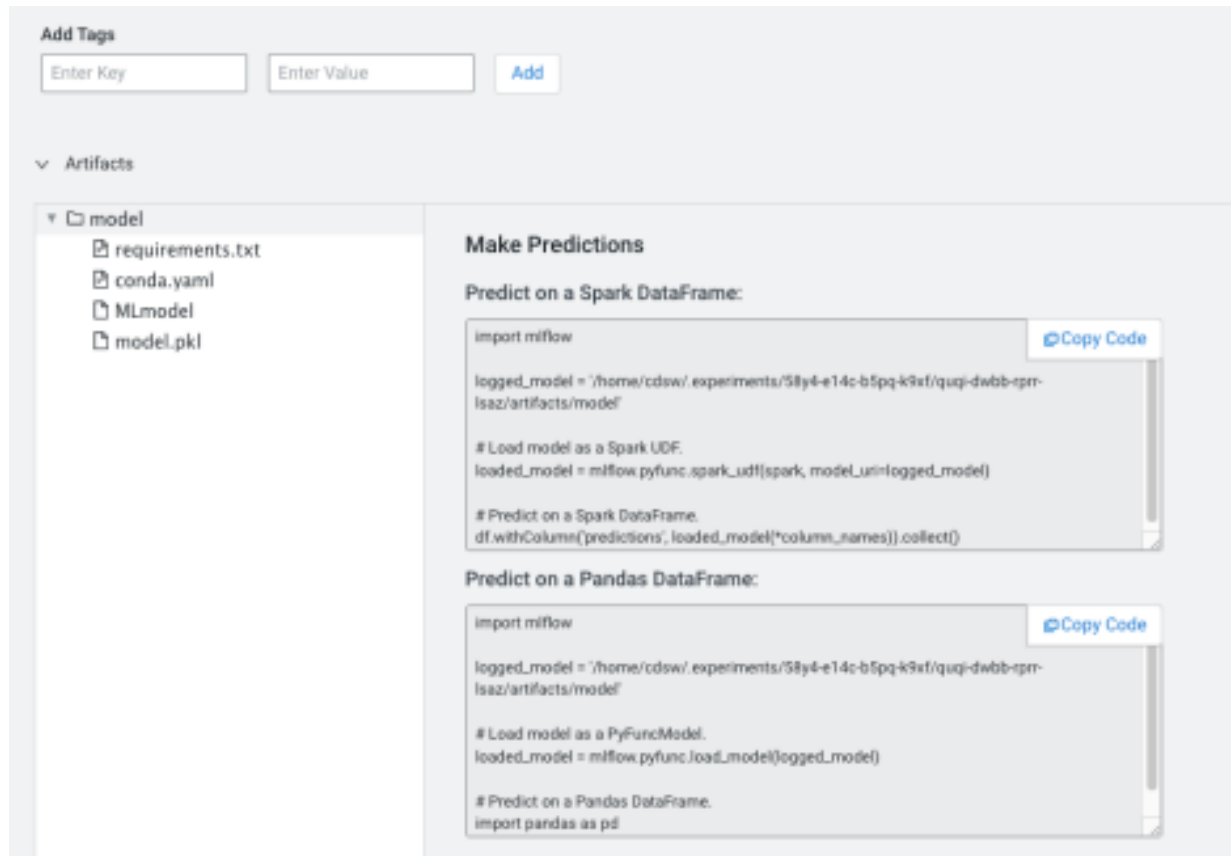 Add Tags
Enter Key
Enter Value
Add
Artifacts
model
requirements.txt
conda.yaml
MLmodel
model.pkl
Make Predictions
Predict on a Spark DataFrame:
Copy Code
import mlflow
logged_model = '/home/cdsw/.experiments/58y4-e14c-b5pq-k9xf/quqi-dwbb-rprr-
lsaz/artifacts/model'
# Load model as a Spark UDF.
loaded_model = mlflow.pyfunc.spark_udf(spark, model_uri=logged_model)
# Predict on a Spark DataFrame.
df.withColumn('predictions', loaded_model(*column_names)).collect()
Predict on a Pandas DataFrame:
Copy Code
import mlflow
logged_model = '/home/cdsw/.experiments/58y4-e14c-b5pq-k9xf/quqi-dwbb-rprr-
lsaz/artifacts/model'
# Load model as a PyFuncModel.
loaded_model = mlflow.pyfunc.load_model(logged_model)
# Predict on a Pandas DataFrame.
import pandas as pd